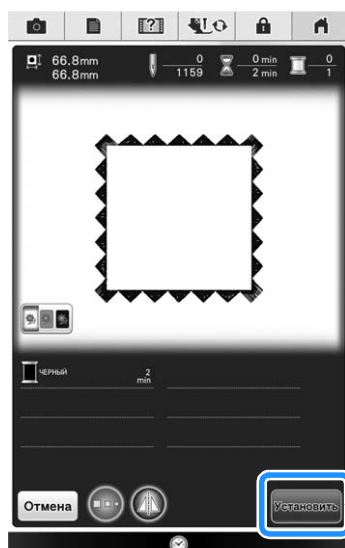 66.8mm
66.8mm
0
1159
0 min
2 min
0
1
ЧЕРНЫЙ
2
min
Отмена
Установить